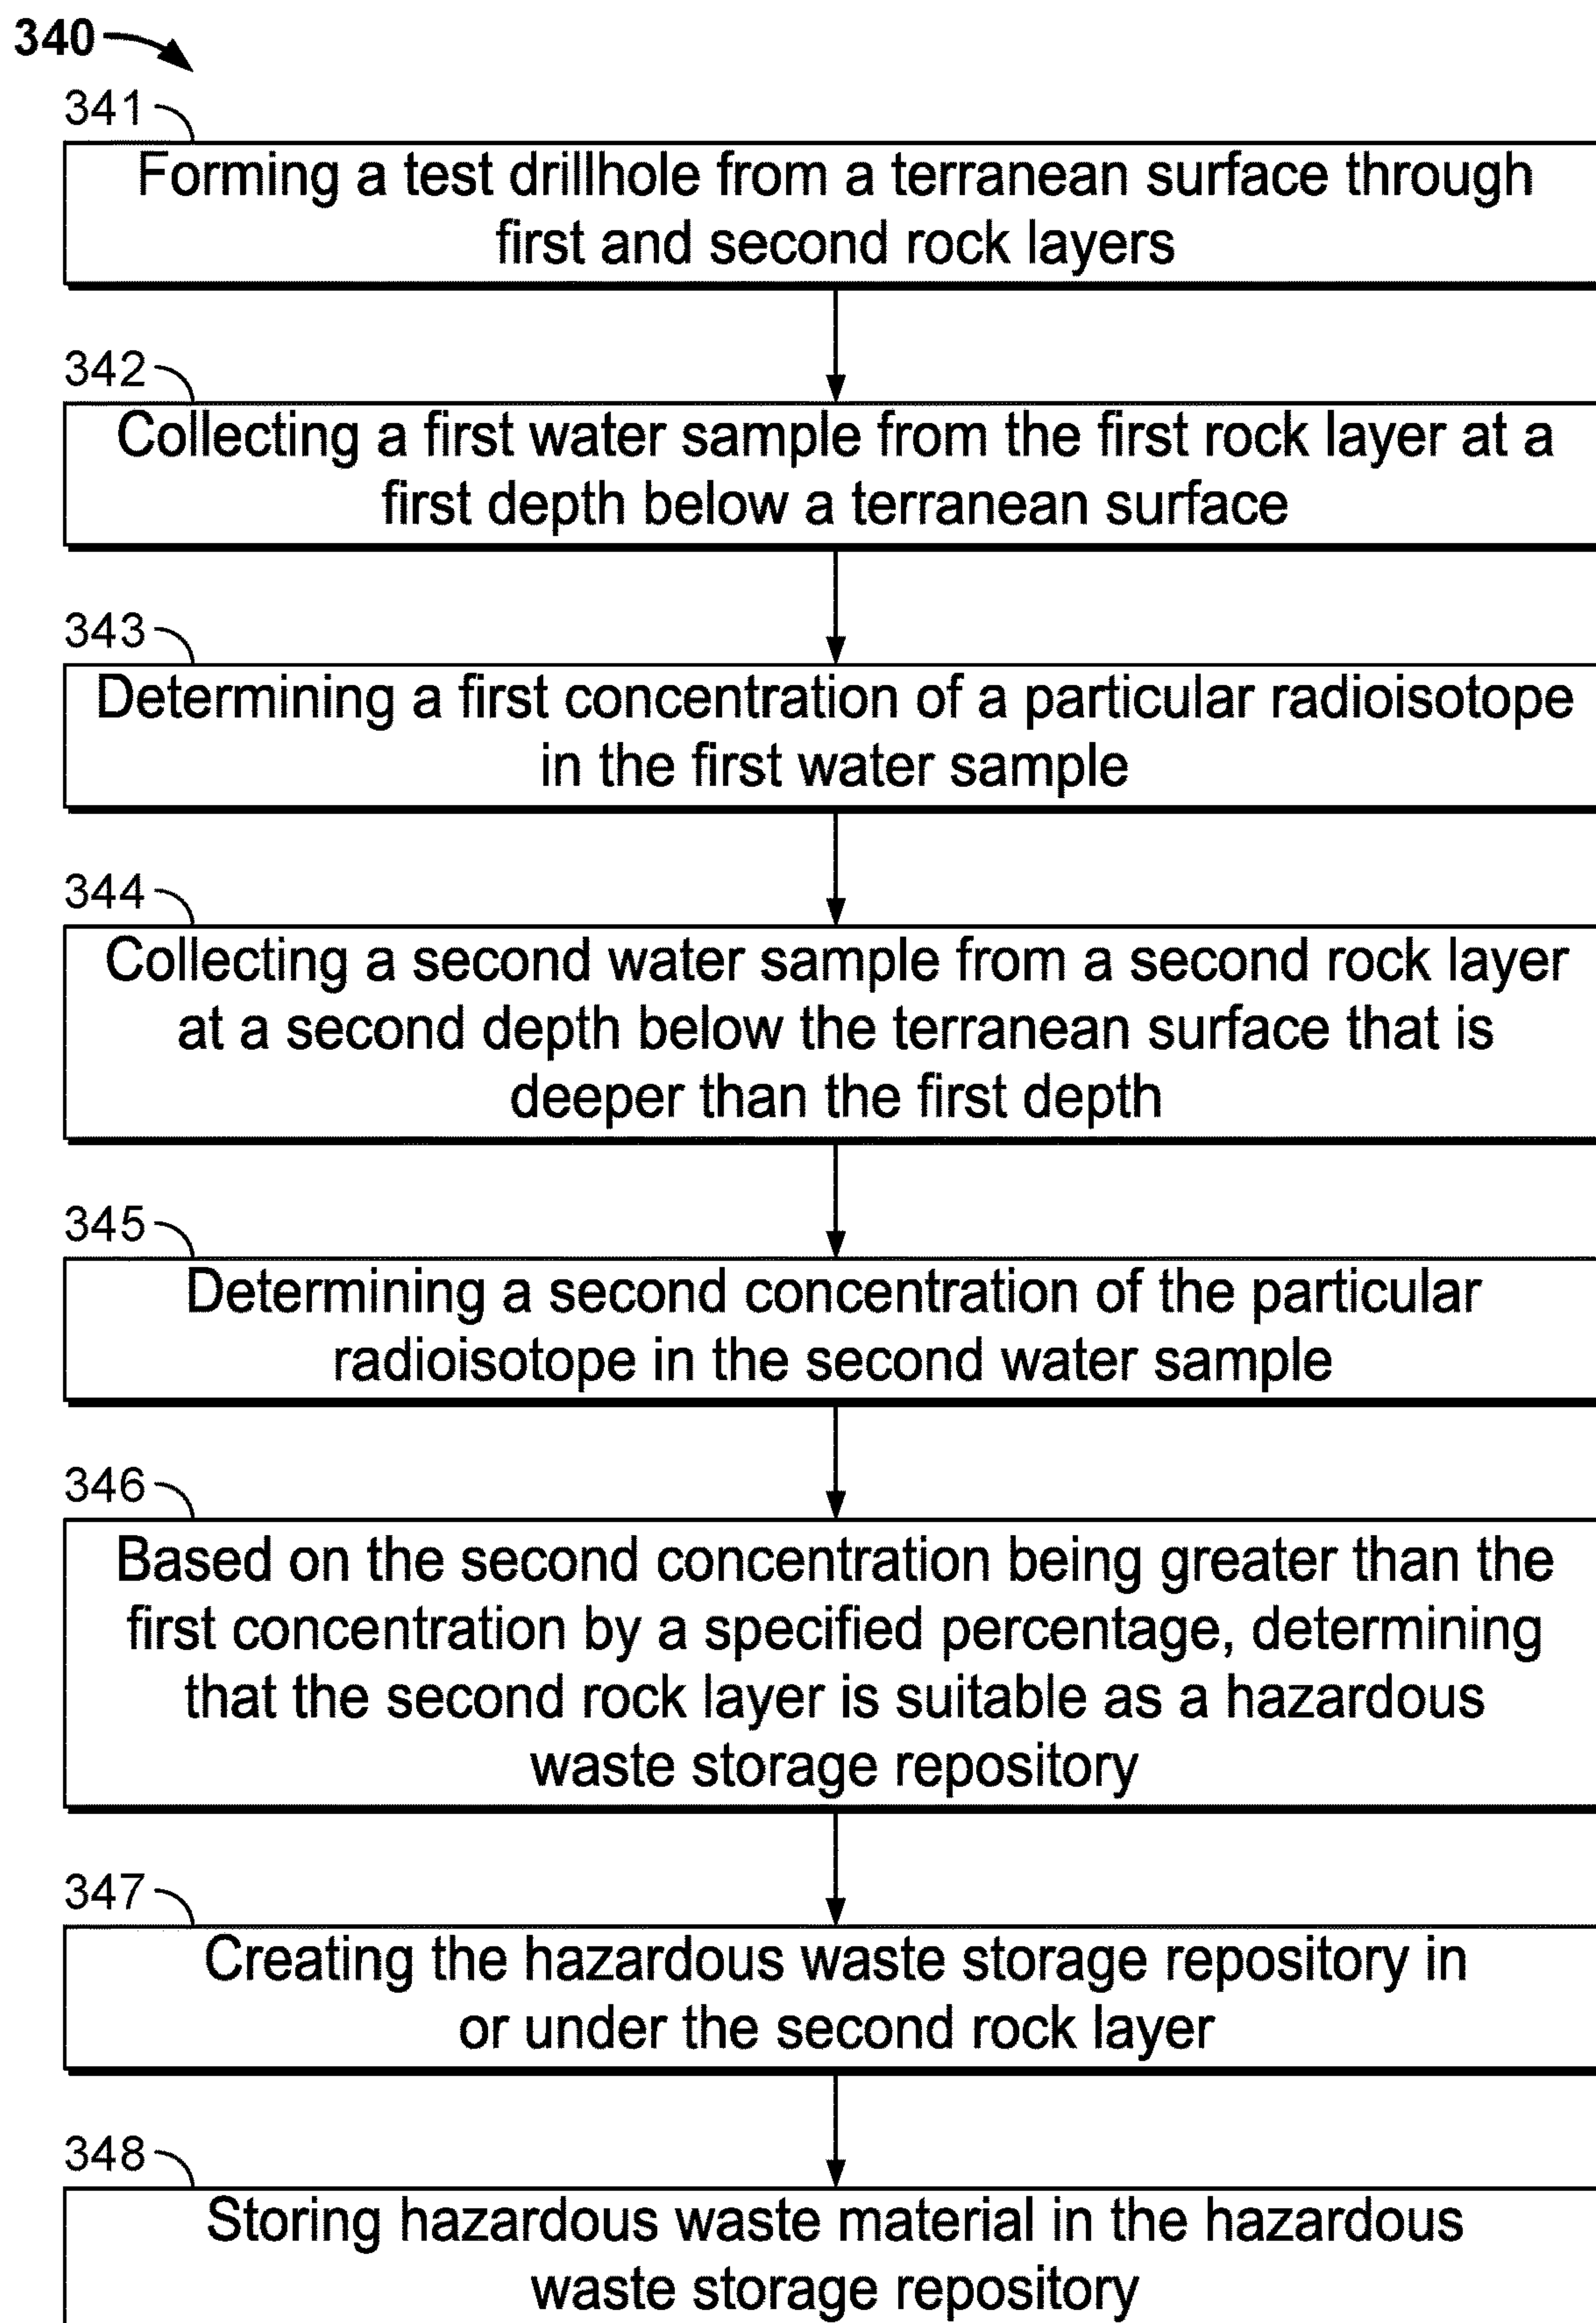 340
341
Forming a test drillhole from a terranean surface through
first and second rock layers
342
Collecting a first water sample from the first rock layer at a
first depth below a terranean surface
343
Determining a first concentration of a particular radioisotope
in the first water sample
344
Collecting a second water sample from a second rock layer
at a second depth below the terranean surface that is
deeper than the first depth
345
Determining a second concentration of the particular
radioisotope in the second water sample
346
Based on the second concentration being greater than the
first concentration by a specified percentage, determining
that the second rock layer is suitable as a hazardous
waste storage repository
347
Creating the hazardous waste storage repository in
or under the second rock layer
348
Storing hazardous waste material in the hazardous
waste storage repository